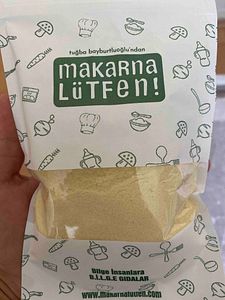 tuğba bayburtluoğlu'ndan
makarna
LÜTFEN!
Bilge İnsanlara
B.İ.L.G.E GIDALAR
www.makarnalutfen.com